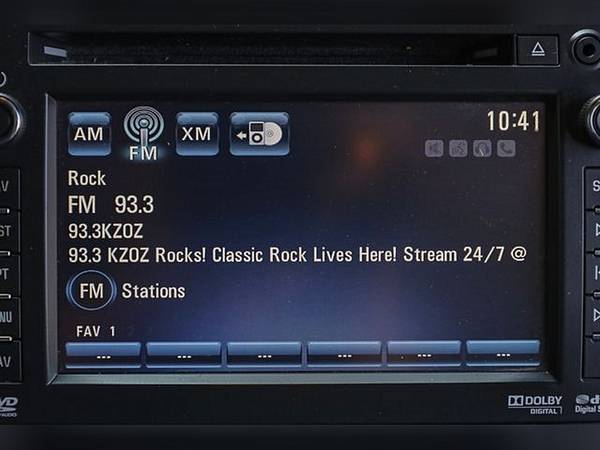 AM
FM
XM
10:41
Rock
FM 93.3
93.3KZOZ
93.3 KZOZ Rocks! Classic Rock Lives Here! Stream 24/7 @
FM Stations
FAV 1
--- --- --- --- --- ---
DOLBY
DIGITAL
Digital